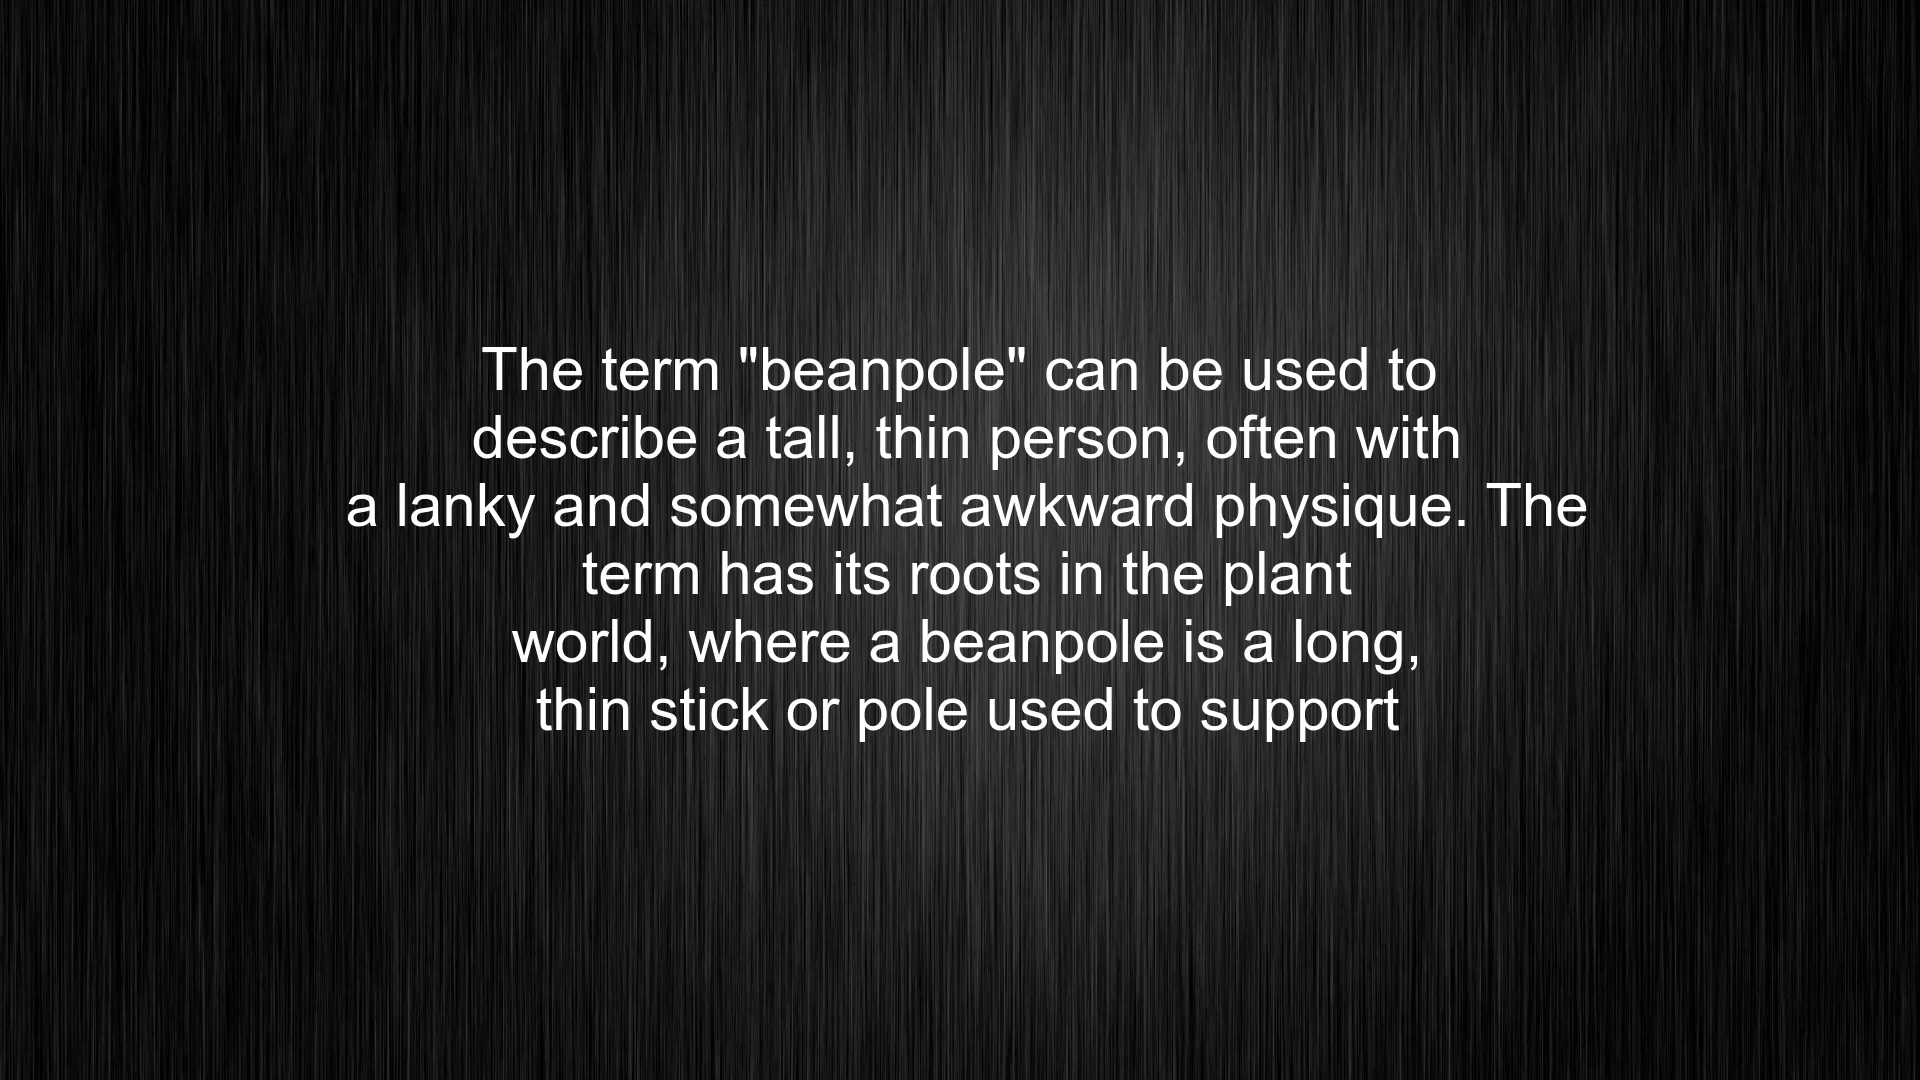 The term "beanpole" can be used to
describe a tall, thin person, often with
a lanky and somewhat awkward physique. The
term has its roots in the plant
world, where a beanpole is a long,
thin stick or pole used to support